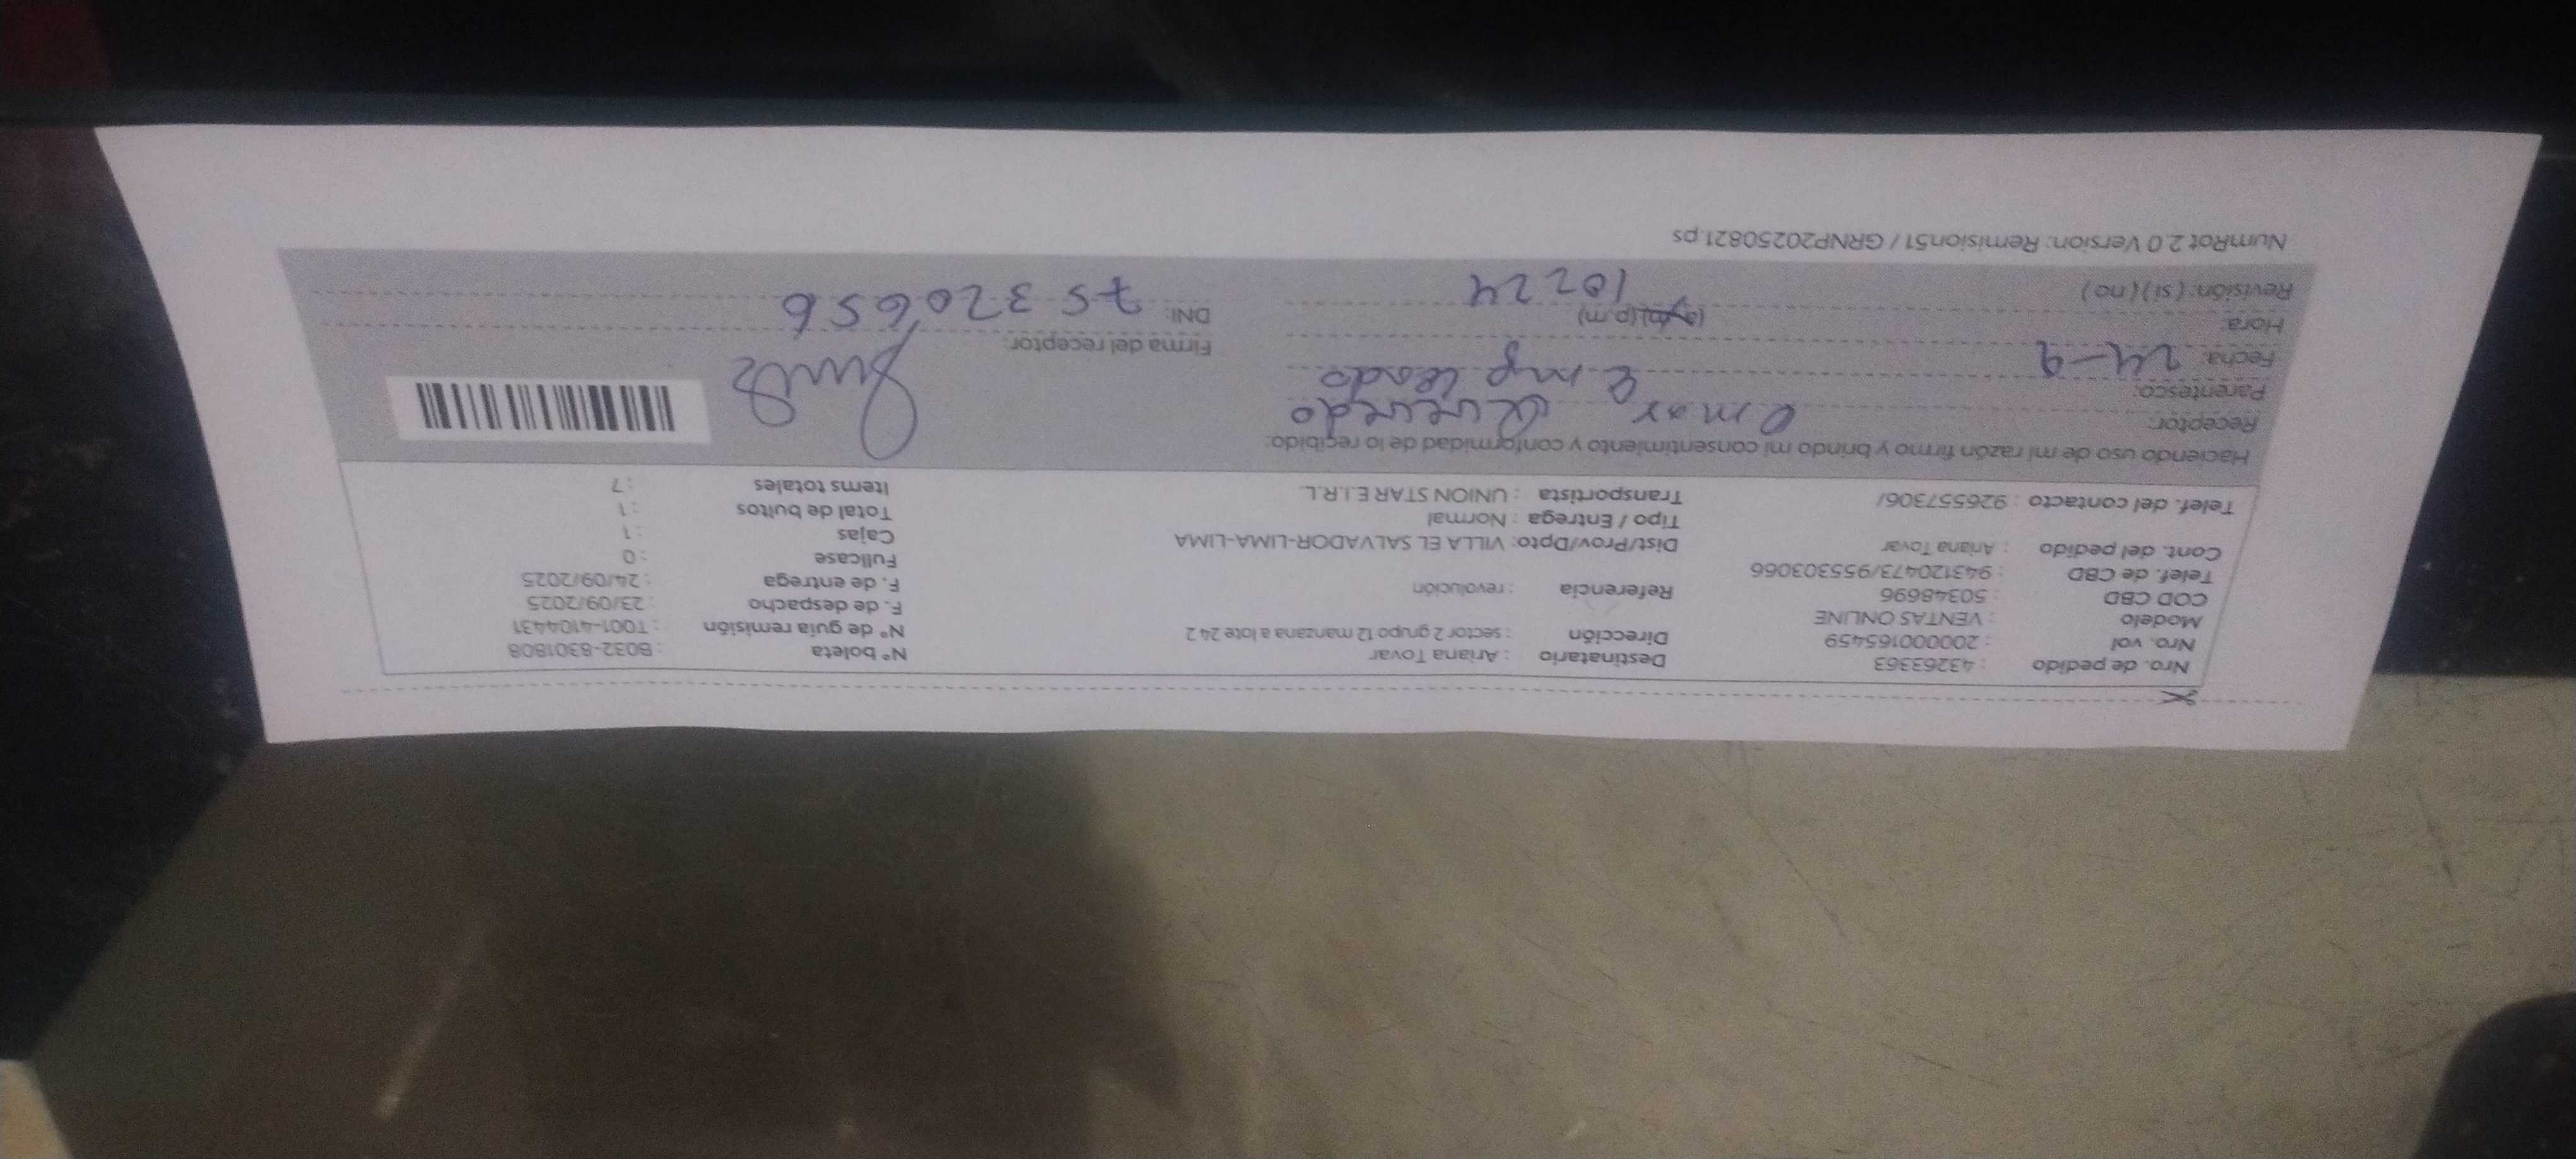 Nro. de pedido : 43263363 Destinatario : Ariana Tovar N° boleta : B032-8301808
Nro. vol : 200001654459 Dirección : sector 2 grupo 12 manzana a lote 24 2 N° de guía remisión : T001-4104431
Modelo : VENTAS ONLINE F. de despacho : 23/09/2025
COD CBD : 50348696 Referencia : revolución F. de entrega : 24/09/2025
Telef. de CBD : 943120473/955303066 Fullcase : 0
Cont. del pedido : Ariana Tovar Dist/Prov/Dpto: VILLA EL SALVADOR-LIMA-LIMA Cajas : 1
Tipo / Entrega : Normal Total de bultos : 1
Telef. del contacto : 926557306/ Transportista : UNION STAR E.I.R.L. Items totales : 7
Haciendo uso de mi razón firmo y brindo mi consentimiento y conformidad de lo recibido:
Receptor: omar
Parentesco: empleado
Fecha: 24-9 Firma del receptor:
Hora: (a.m)(p.m) DNI: 75320656
Revisión: (si) (no) 10224
NumRot 2.0 Version: Remision51 / GRNP20250821.ps